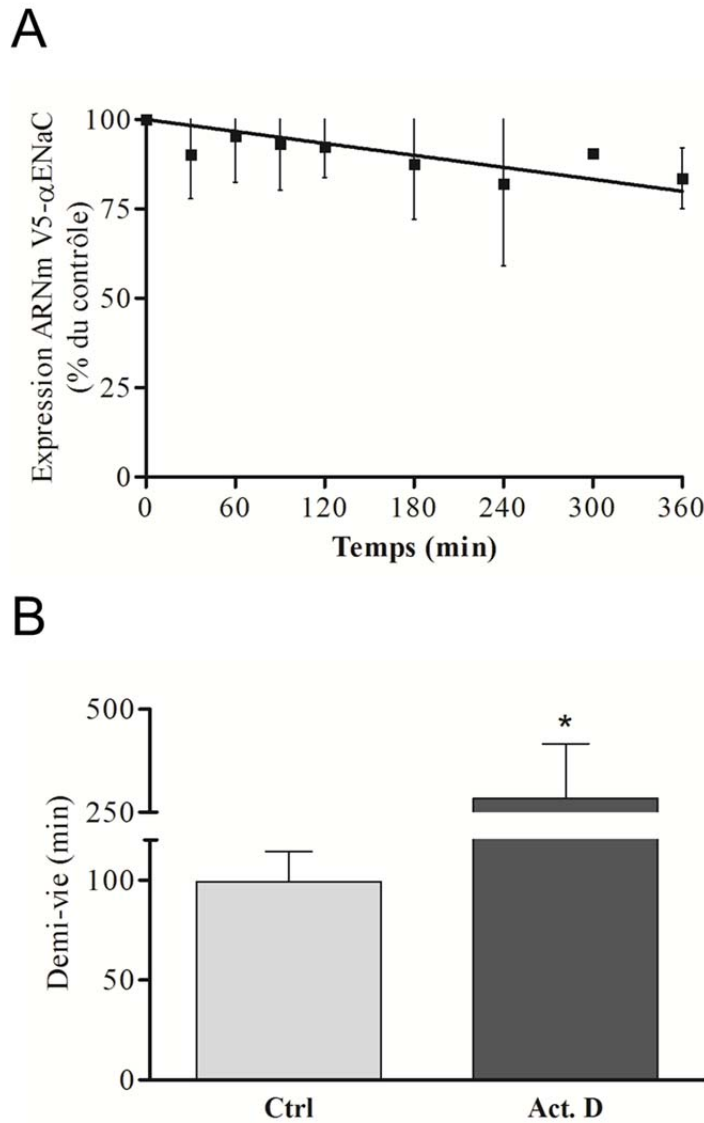 A
Expression ARNm V5-αENaC
(% du contrôle)
100
75
50
25
0
0 60 120 180 240 300 360
Temps (min)
B
Demi-vie (min)
500
250
100
50
0
*
Ctrl Act. D